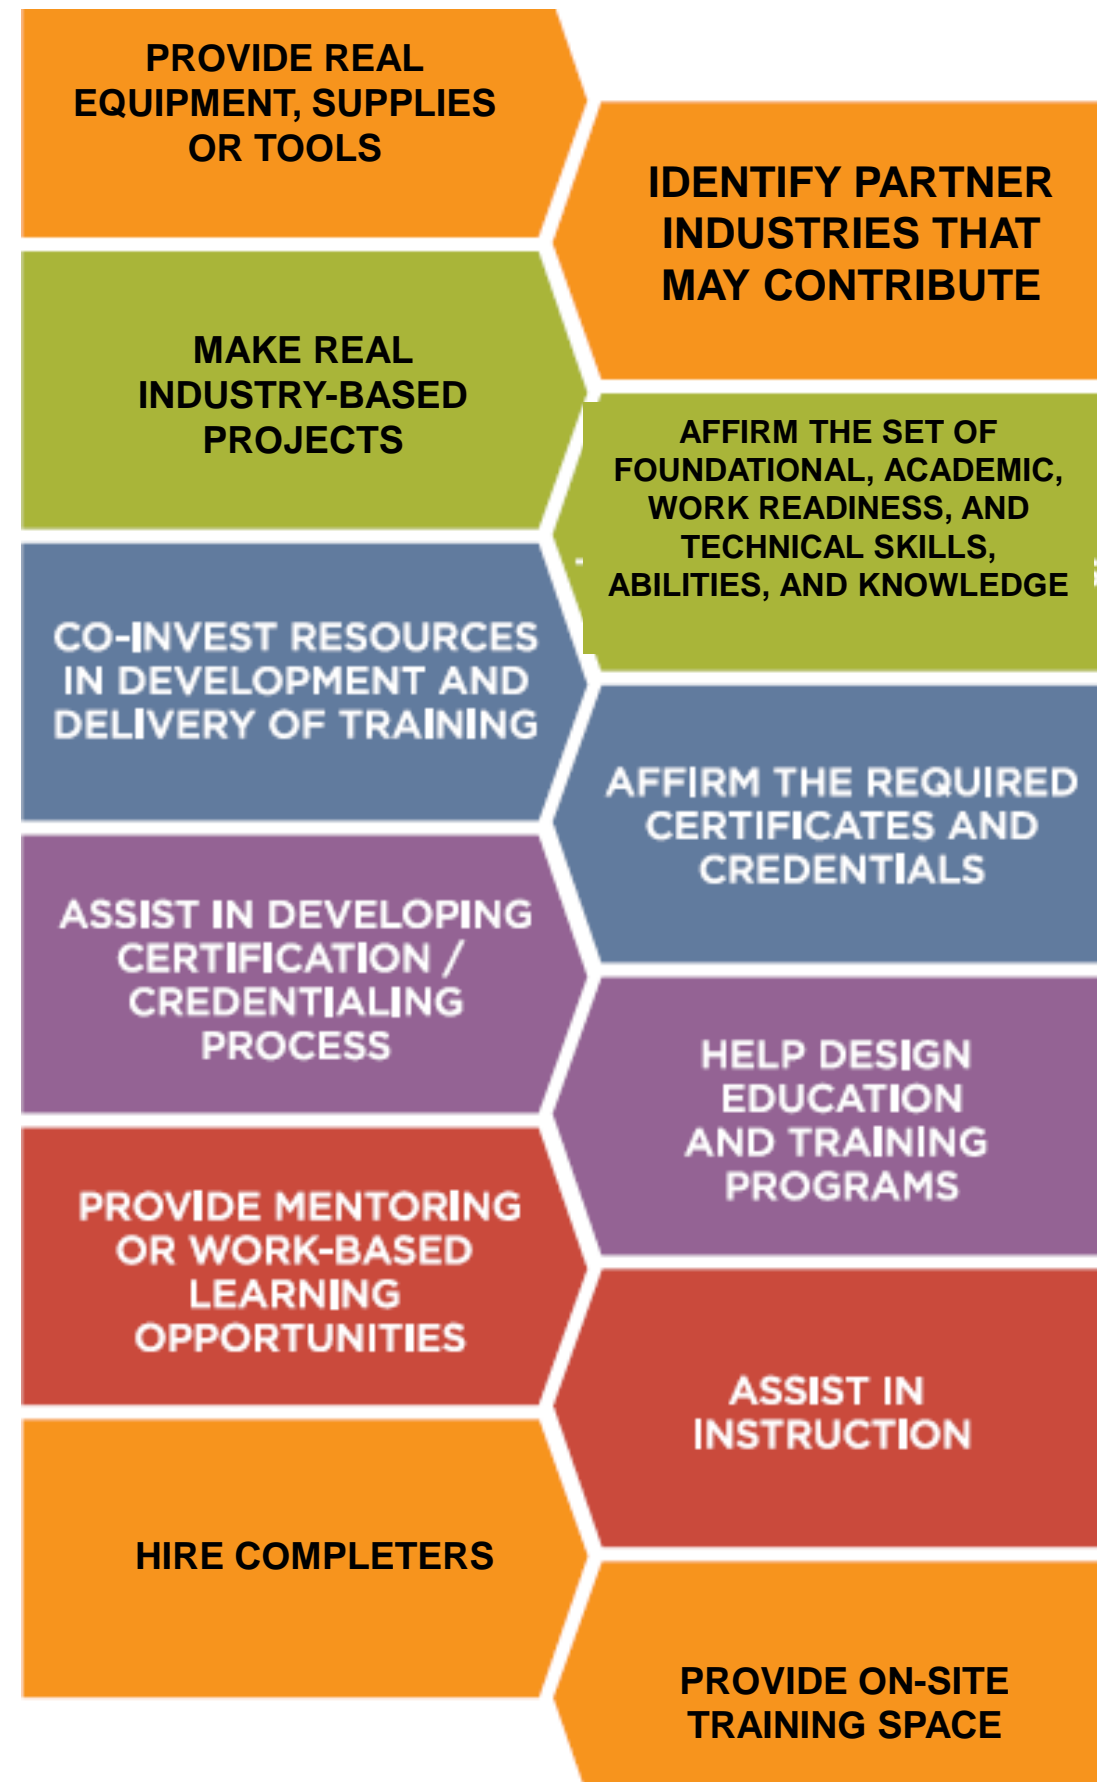 PROVIDE REAL
EQUIPMENT, SUPPLIES
OR TOOLS
IDENTIFY PARTNER
INDUSTRIES THAT
MAY CONTRIBUTE
MAKE REAL
INDUSTRY-BASED
PROJECTS
AFFIRM THE SET OF
FOUNDATIONAL, ACADEMIC,
WORK READINESS, AND
TECHNICAL SKILLS,
ABILITIES, AND KNOWLEDGE
CO-INVEST RESOURCES
IN DEVELOPMENT AND
DELIVERY OF TRAINING
AFFIRM THE REQUIRED
CERTIFICATES AND
CREDENTIALS
ASSIST IN DEVELOPING
CERTIFICATION /
CREDENTIALING
PROCESS
HELP DESIGN
EDUCATION
AND TRAINING
PROGRAMS
PROVIDE MENTORING
OR WORK-BASED
LEARNING
OPPORTUNITIES
ASSIST IN
INSTRUCTION
HIRE COMPLETERS
PROVIDE ON-SITE
TRAINING SPACE